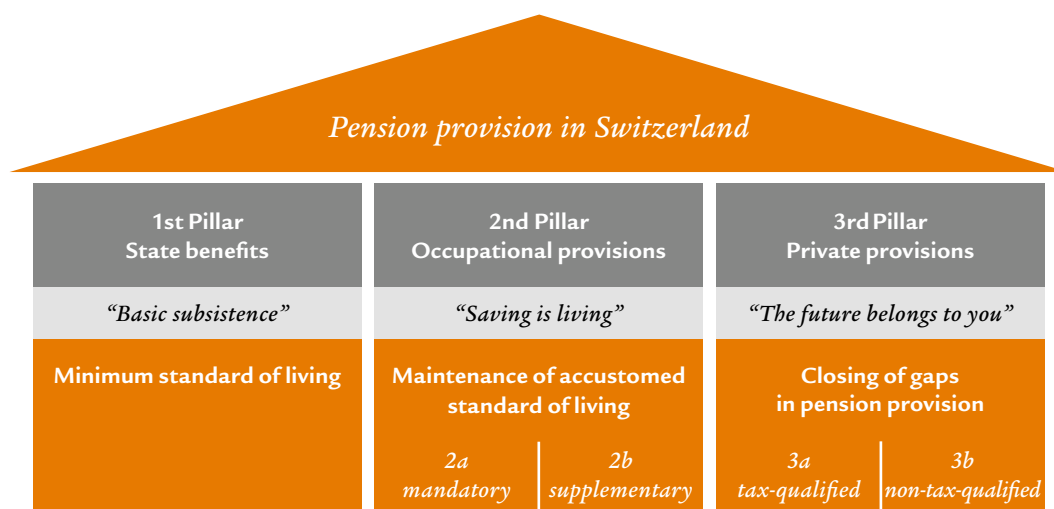 Pension provision in Switzerland
1st Pillar
State benefits
“Basic subsistence”
Minimum standard of living
2nd Pillar
Occupational provisions
“Saving is living”
Maintenance of accustomed
standard of living
2a
mandatory
2b
supplementary
3rd Pillar
Private provisions
“The future belongs to you”
Closing of gaps
in pension provision
3a
tax-qualified
3b
non-tax-qualified